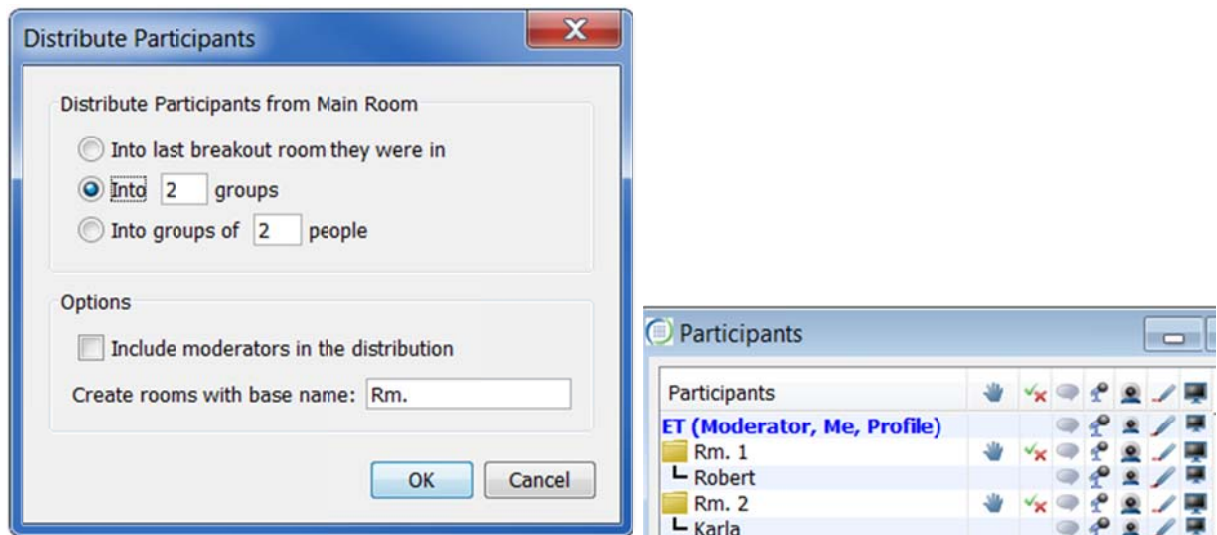 Distribute Participants
Distribute Participants from Main Room
Into last breakout room they were in
Into 2 groups
Into groups of 2 people
Options
Include moderators in the distribution
Create rooms with base name: Rm.
OK Cancel
Participants
Participants
ET (Moderator, Me, Profile)
Rm. 1
Robert
Rm. 2
Karla